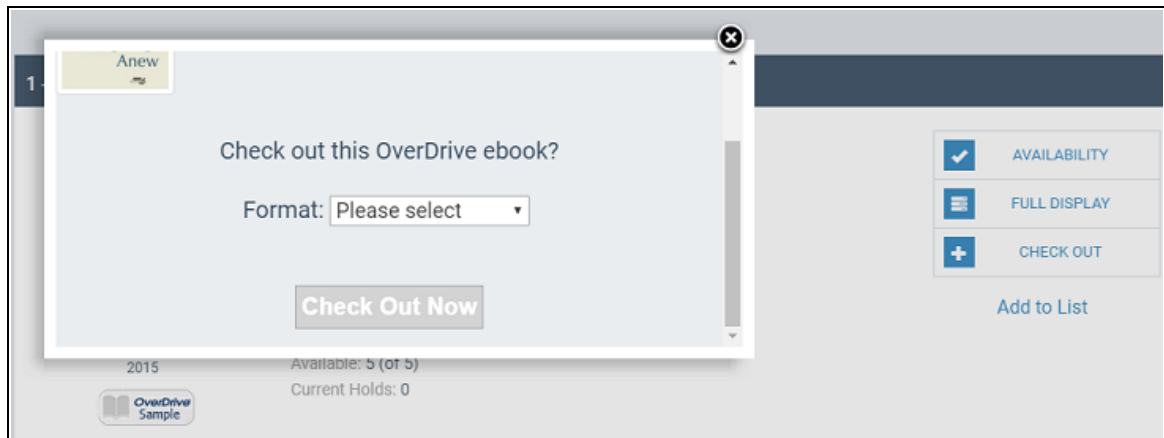 Anew
1 -
Check out this OverDrive ebook?
Format: Please select
Check Out Now
AVAILABILITY
FULL DISPLAY
CHECK OUT
Add to List
2015
Available: 5 (of 5)
Current Holds: 0
OverDrive
Sample